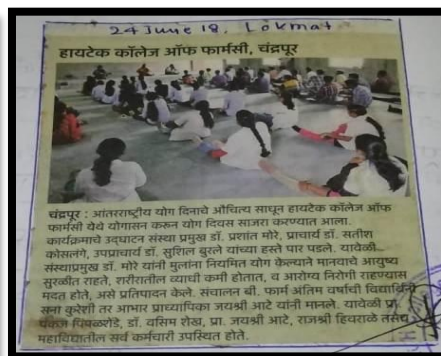 24 June 18, Lokmat
हायटेक कॉलेज ऑफ फार्मसी, चंद्रपूर
चंद्रपूर : आंतरराष्ट्रीय योग दिनाचे औचित्य साधून हायटेक कॉलेज ऑफ
फार्मसी येथे योगासन करून योग दिवस साजरा करण्यात आला.
कार्यक्रमाचे उद्घाटन संस्था प्रमुख डॉ. प्रशांत मोरे, प्राचार्य डॉ. सतीश
कोसलगे, उपप्राचार्य डॉ. सुशिल बुरले यांच्या हस्ते पार पडले. यावेळी
संस्थाप्रमुख डॉ. मोरे यांनी मुलांना नियमित योग केल्याने मानवाचे आयुष्य
सुरळीत राहते, शरीरातील व्याधी कमी होतात, व आरोग्य निरोगी राहण्यास
मदत होते, असे प्रतिपादन केले. संचालन बी. फार्म अंतिम वर्षाची विद्यार्थिनी
सना कुरेशी तर आभार प्राध्यापिका जयश्री आटे यांनी मानले. यावेळी प्रा.
पंकज पिंपळशेंडे, डॉ. वसिम शेख, प्रा. जयश्री आटे, राजश्री हिवराळे तसेच
महाविद्यातील सर्व कर्मचारी उपस्थित होते.